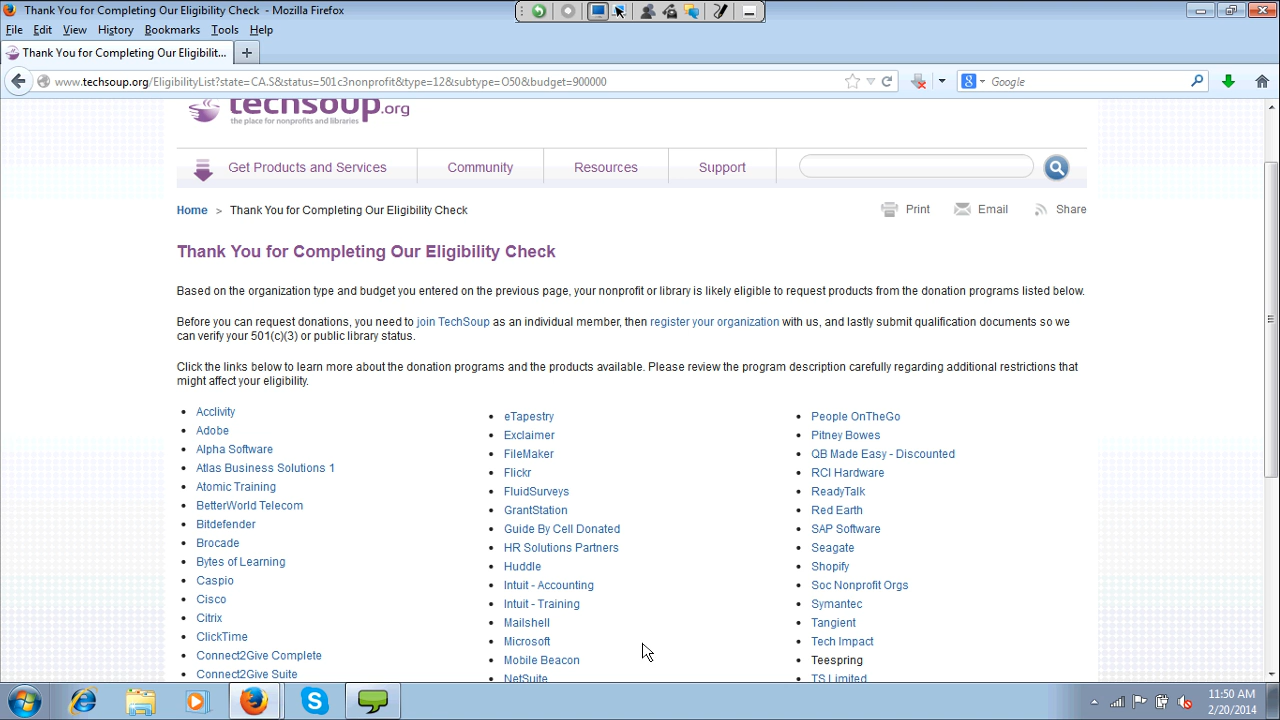 Thank You for Completing Our Eligibility Check - Mozilla Firefox
File Edit View History Bookmarks Tools Help
Thank You for Completing Our Eligibilit...
www.techsoup.org/EligibilityList?state=CA.S&status=501c3nonprofit&type=12&subtype=O50&budget=900000
Google
techsoup.org
the place for nonprofits and libraries
Get Products and Services Community Resources Support
Home > Thank You for Completing Our Eligibility Check Print Email Share
Thank You for Completing Our Eligibility Check
Based on the organization type and budget you entered on the previous page, your nonprofit or library is likely eligible to request products from the donation programs listed below.
Before you can request donations, you need to join TechSoup as an individual member, then register your organization with us, and lastly submit qualification documents so we
can verify your 501(c)(3) or public library status.
Click the links below to learn more about the donation programs and the products available. Please review the program description carefully regarding additional restrictions that
might affect your eligibility.
Acclivity
Adobe
Alpha Software
Atlas Business Solutions 1
Atomic Training
BetterWorld Telecom
Bitdefender
Brocade
Bytes of Learning
Caspio
Cisco
Citrix
ClickTime
Connect2Give Complete
Connect2Give Suite
eTapestry
Exclaimer
FileMaker
Flickr
FluidSurveys
GrantStation
Guide By Cell Donated
HR Solutions Partners
Huddle
Intuit - Accounting
Intuit - Training
Mailshell
Microsoft
Mobile Beacon
NetSuite
People OnTheGo
Pitney Bowes
QB Made Easy - Discounted
RCI Hardware
ReadyTalk
Red Earth
SAP Software
Seagate
Shopify
Soc Nonprofit Orgs
Symantec
Tangient
Tech Impact
Teespring
TS Limited
11:50 AM
2/20/2014